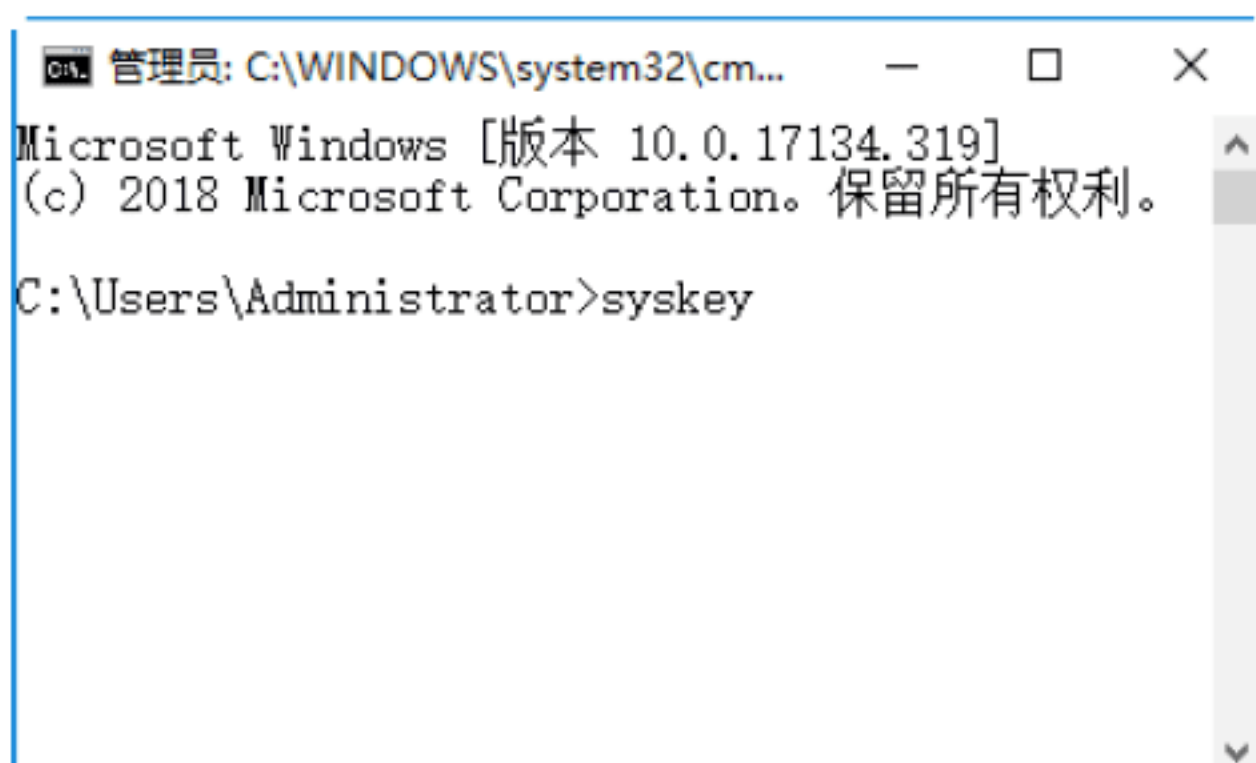 管理员: C:\WINDOWS\system32\cm...
Microsoft Windows [版本 10.0.17134.319]
(c) 2018 Microsoft Corporation。保留所有权利。
C:\Users\Administrator>syskey